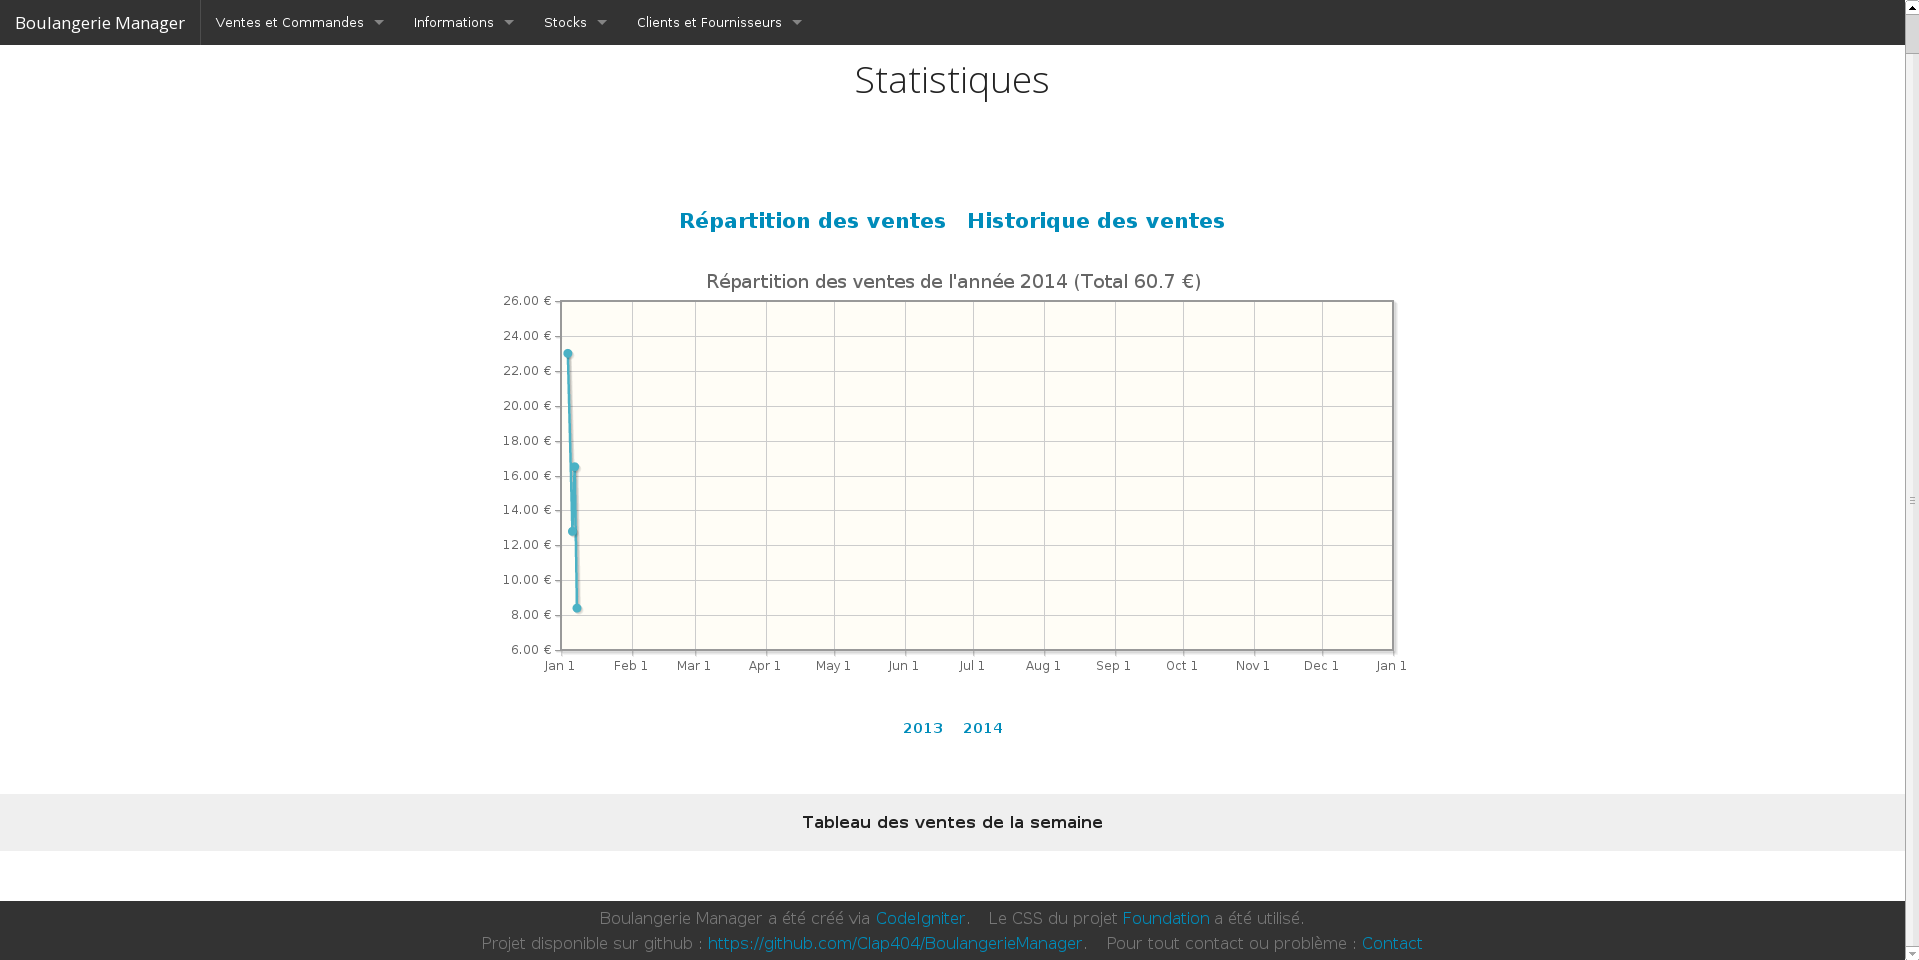 Boulangerie Manager Ventes et Commandes Informations Stocks Clients et Fournisseurs
Statistiques
Répartition des ventes Historique des ventes
Répartition des ventes de l'année 2014 (Total 60.7 €)
26.00 €
24.00 €
22.00 €
20.00 €
18.00 €
16.00 €
14.00 €
12.00 €
10.00 €
8.00 €
6.00 €
Jan 1 Feb 1 Mar 1 Apr 1 May 1 Jun 1 Jul 1 Aug 1 Sep 1 Oct 1 Nov 1 Dec 1 Jan 1
2013 2014
Tableau des ventes de la semaine
Boulangerie Manager a été créé via CodeIgniter. Le CSS du projet Foundation a été utilisé.
Projet disponible sur github : https://github.com/Clap404/BoulangerieManager. Pour tout contact ou problème : Contact